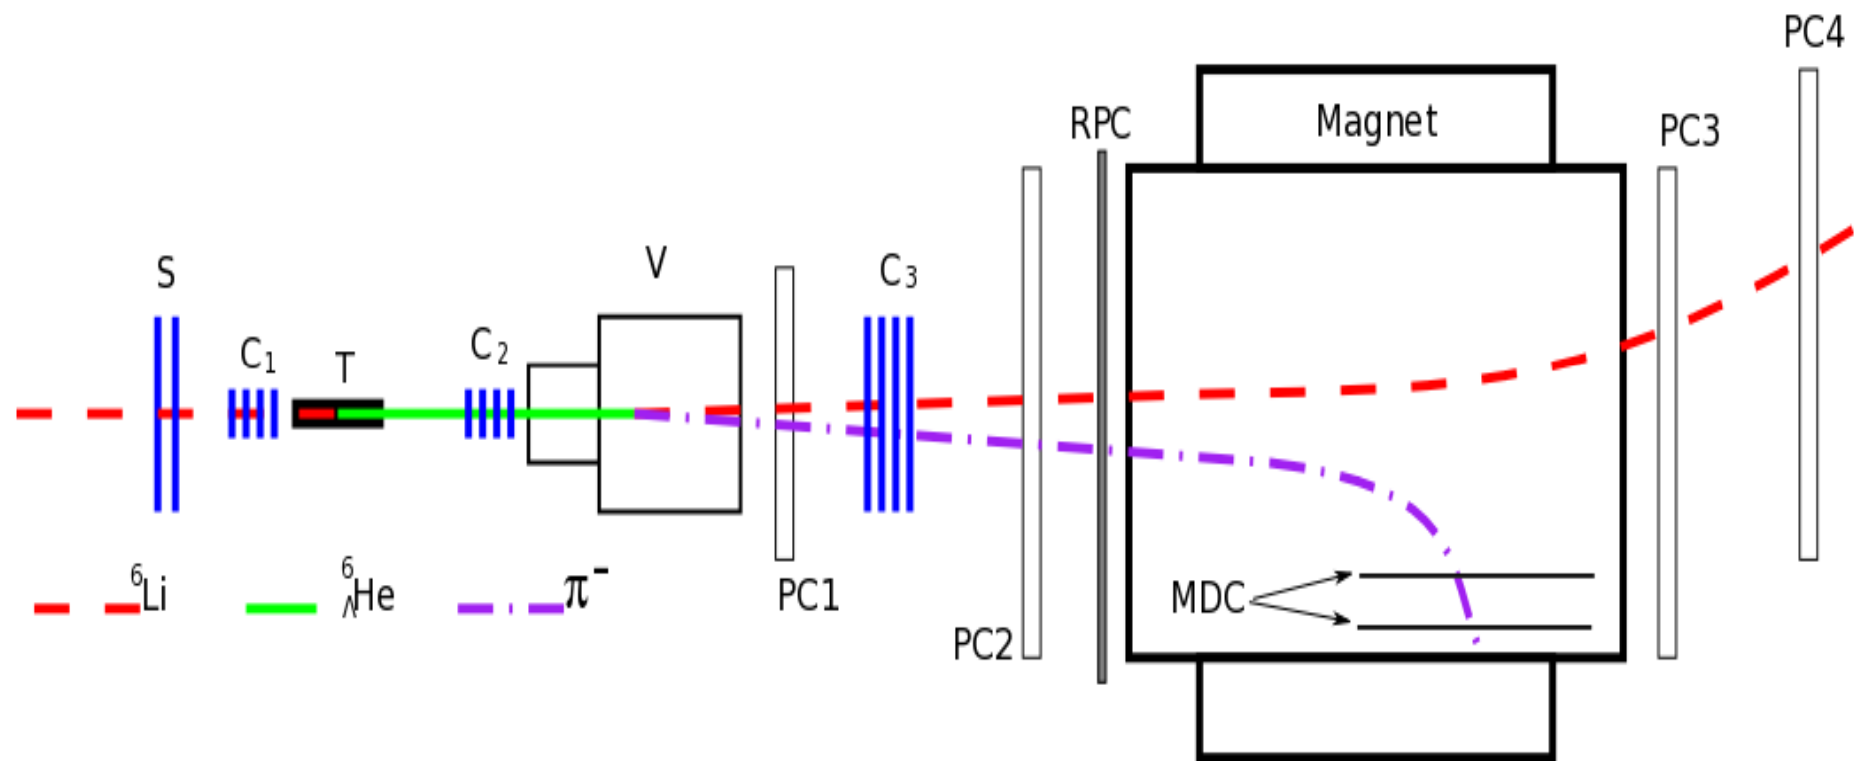 PC4
Magnet
RPC
PC3
V
S
C3
C2
C1
T
MDC
6Li
6ΛHe
π-
PC1
PC2